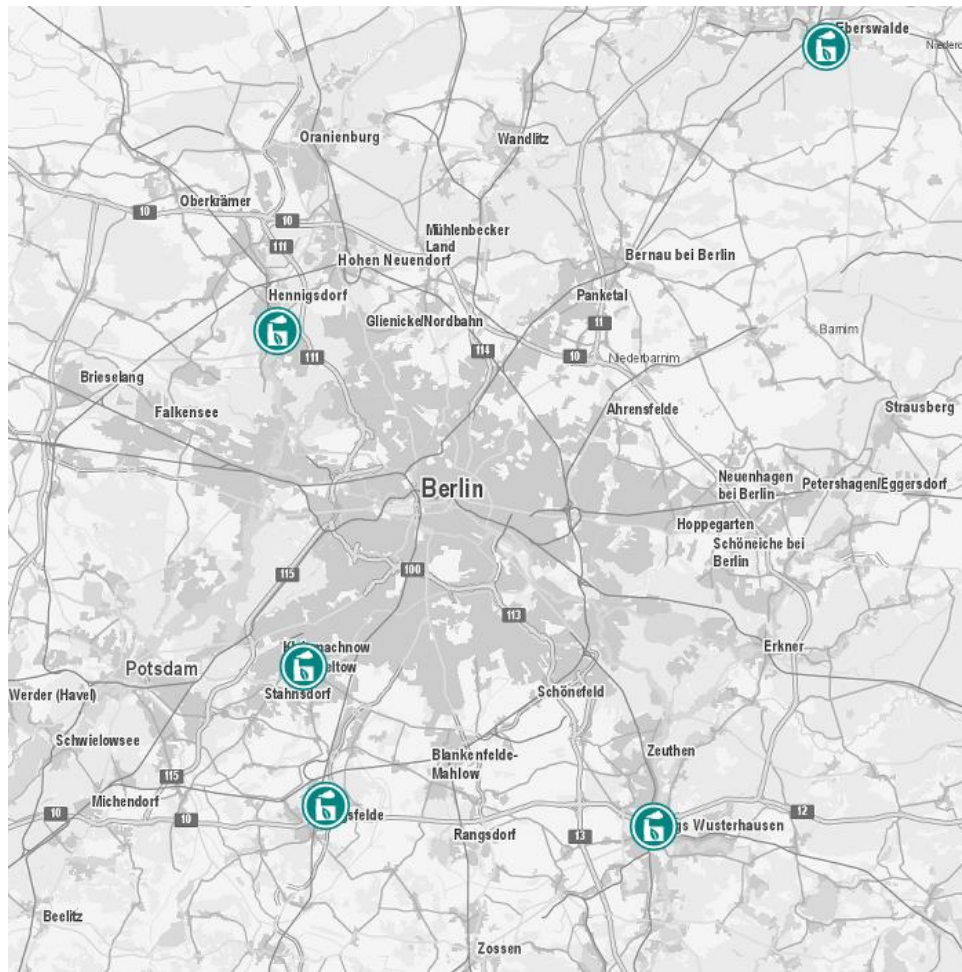 Eberswalde
Oranienburg
Wandlitz
Oberkrämer
10
10
111
Mühlenbecker
Land
Hohen Neuendorf
Bernau bei Berlin
Hennigsdorf
Panketal
Glienicke/Nordbahn
11
Barnim
111
114
10
Niederbarnim
Brieselang
Falkensee
Ahrensfelde
Strausberg
Neuenhagen
bei Berlin
Petershagen/Eggersdorf
Berlin
Hoppegarten
Schöneiche bei
Berlin
115
100
113
Erkner
Potsdam
Stahnsdorf
Werder (Havel)
Schönefeld
Schwielowsee
Zeuthen
Blankenfelde-
Mahlow
115
Michendorf
10
10
12
Rangsdorf
13
Wusterhausen
Beelitz
Zossen